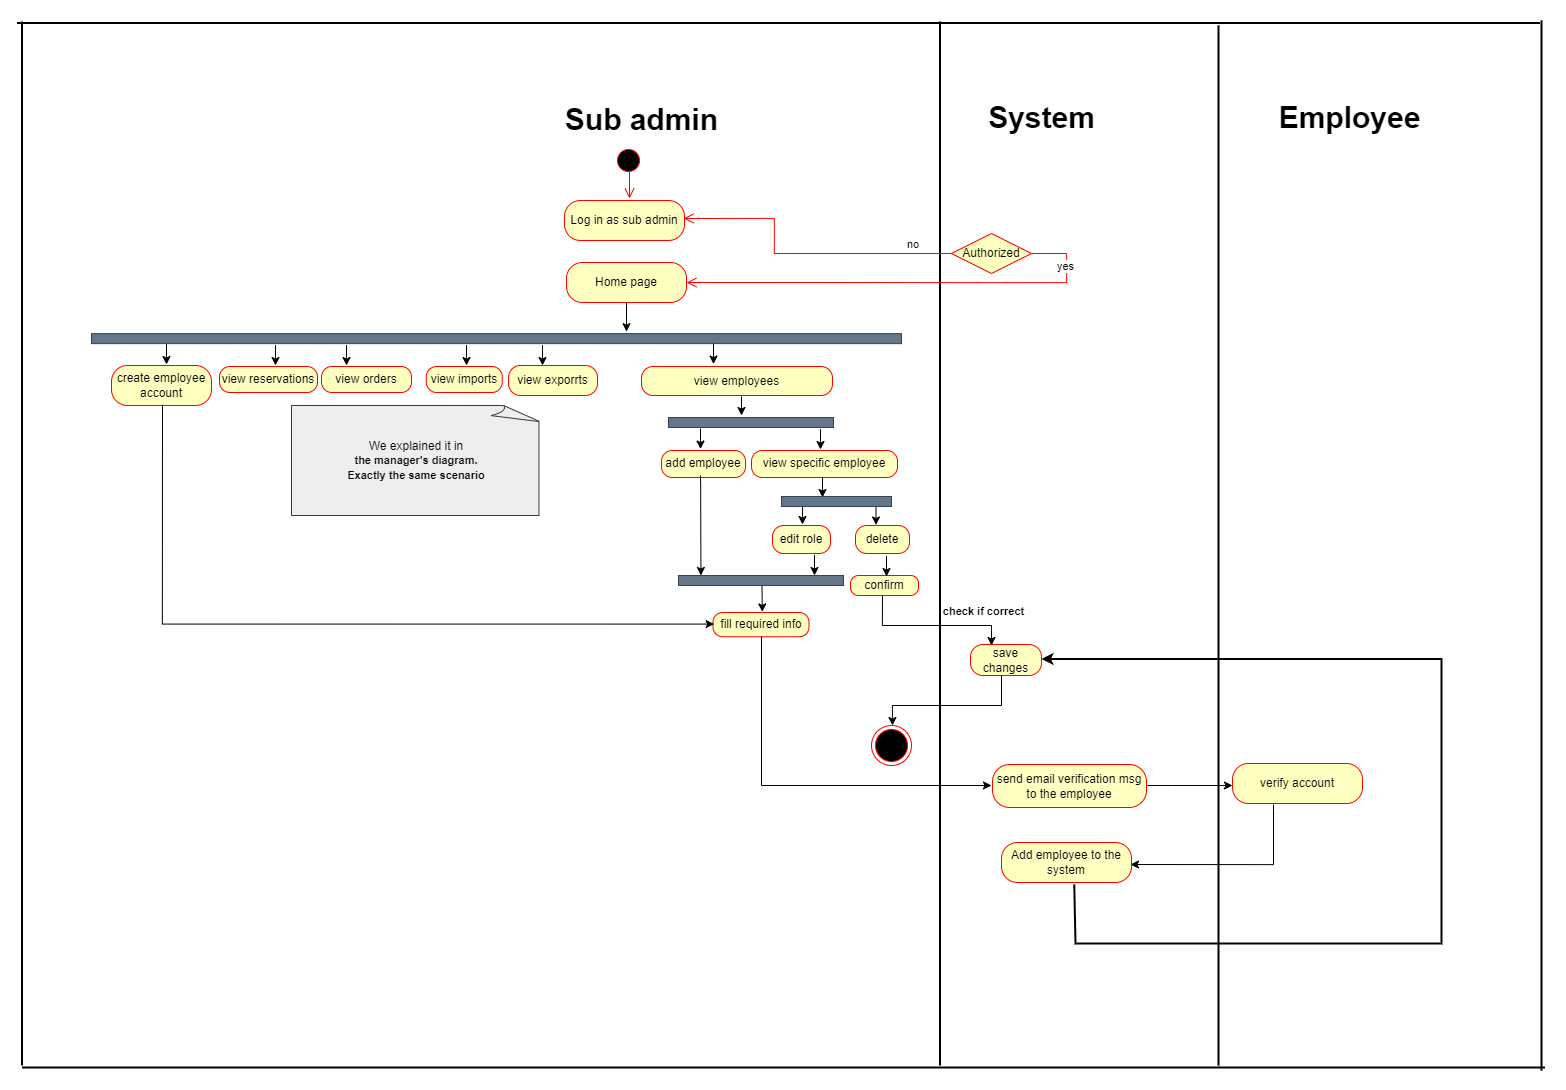 Sub admin
System
Employee
Log in as sub admin
no
Authorized
yes
Home page
create employee
account
view reservations
view orders
view imports
view exporrts
view employees
We explained it in
the manager's diagram.
Exactly the same scenario
add employee
view specific employee
edit role
delete
confirm
check if correct
fill required info
save
changes
send email verification msg
to the employee
verify account
Add employee to the
system